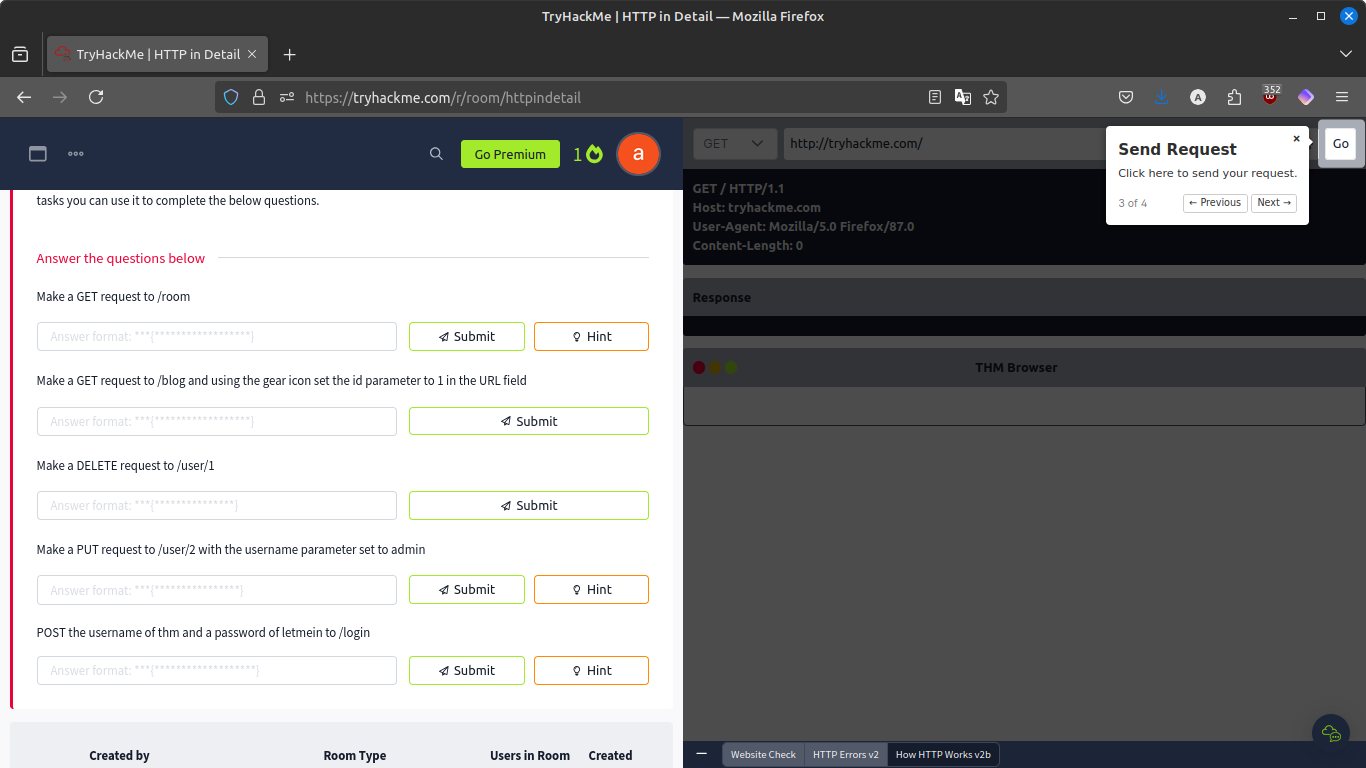 TryHackMe | HTTP in Detail — Mozilla Firefox
TryHackMe | HTTP in Detail
https://tryhackme.com/r/room/httpindetail
A
352
Go Premium
1
a
tasks you can use it to complete the below questions.
Answer the questions below
Make a GET request to /room
Answer format: ***{******************}
Submit
Hint
Make a GET request to /blog and using the gear icon set the id parameter to 1 in the URL field
Answer format: ***{******************}
Submit
Make a DELETE request to /user/1
Answer format: ***{***************}
Submit
Make a PUT request to /user/2 with the username parameter set to admin
Answer format: ***{****************}
Submit
Hint
POST the username of thm and a password of letmein to /login
Answer format: ***{*******************}
Submit
Hint
Created by
Room Type
Users in Room
Created
GET
http://tryhackme.com/
Go
Send Request
×
Click here to send your request.
3 of 4
← Previous
Next →
GET / HTTP/1.1
Host: tryhackme.com
User-Agent: Mozilla/5.0 Firefox/87.0
Content-Length: 0
Response
THM Browser
Website Check
HTTP Errors v2
How HTTP Works v2b